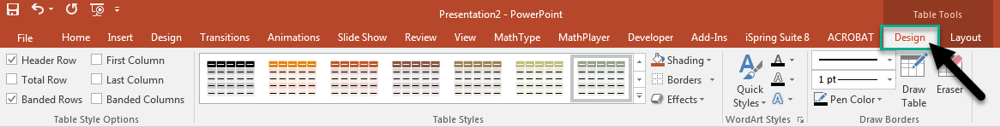 Presentation2 - PowerPoint
Table Tools
File Home Insert Design Transitions Animations Slide Show Review View MathType MathPlayer Developer Add-Ins iSpring Suite 8 ACROBAT Design Layout
Header Row First Column
Total Row Last Column
Banded Rows Banded Columns
Table Style Options
Table Styles
Shading
Borders
Effects
Quick
Styles
A
A
A
A
WordArt Styles
1 pt
Pen Color
Draw
Table
Eraser
Draw Borders